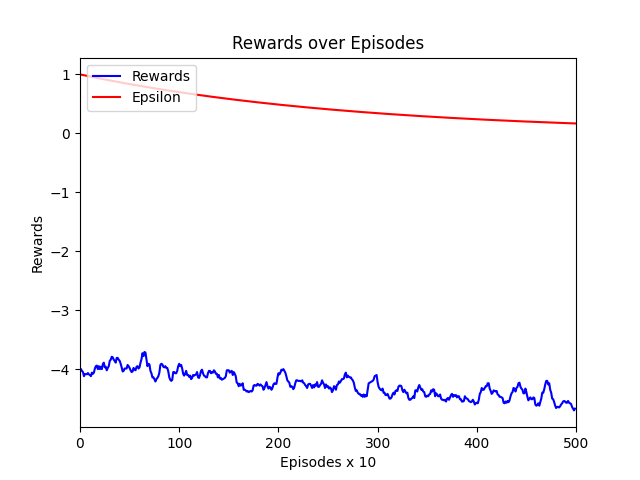 Rewards over Episodes
Rewards
Epsilon
1
0
−1
−2
−3
−4
Rewards
0 100 200 300 400 500
Episodes x 10